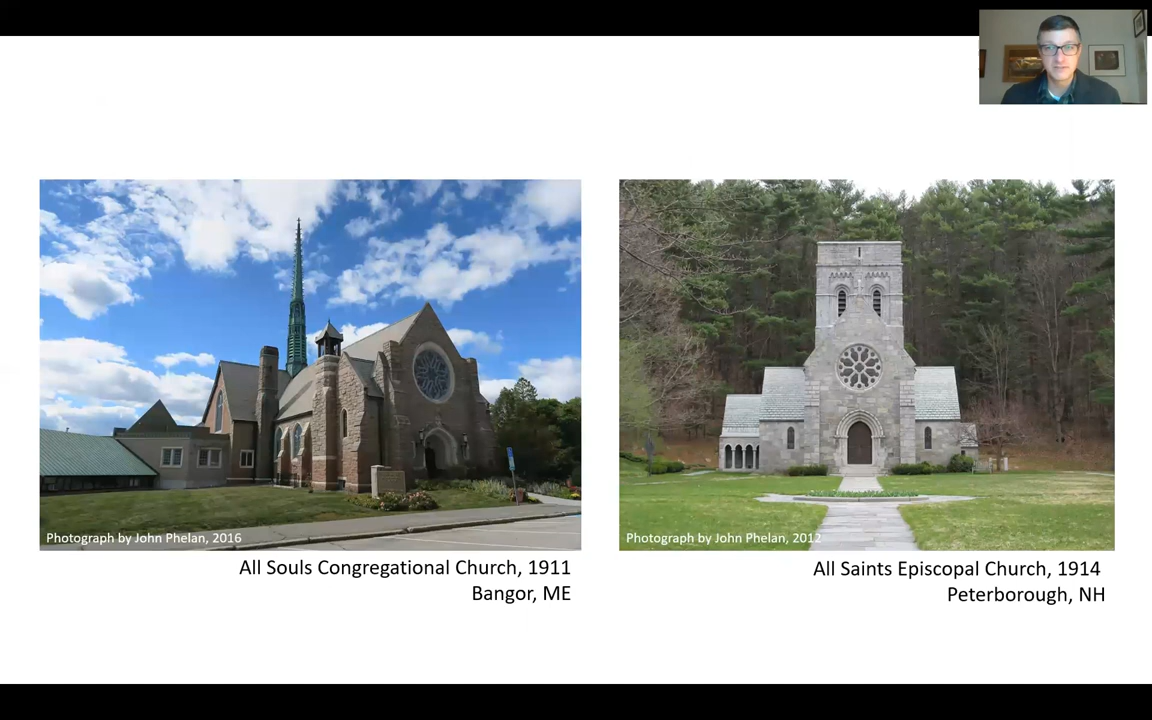 Photograph by John Phelan, 2016
All Souls Congregational Church, 1911
Bangor, ME
Photograph by John Phelan, 2012
All Saints Episcopal Church, 1914
Peterborough, NH